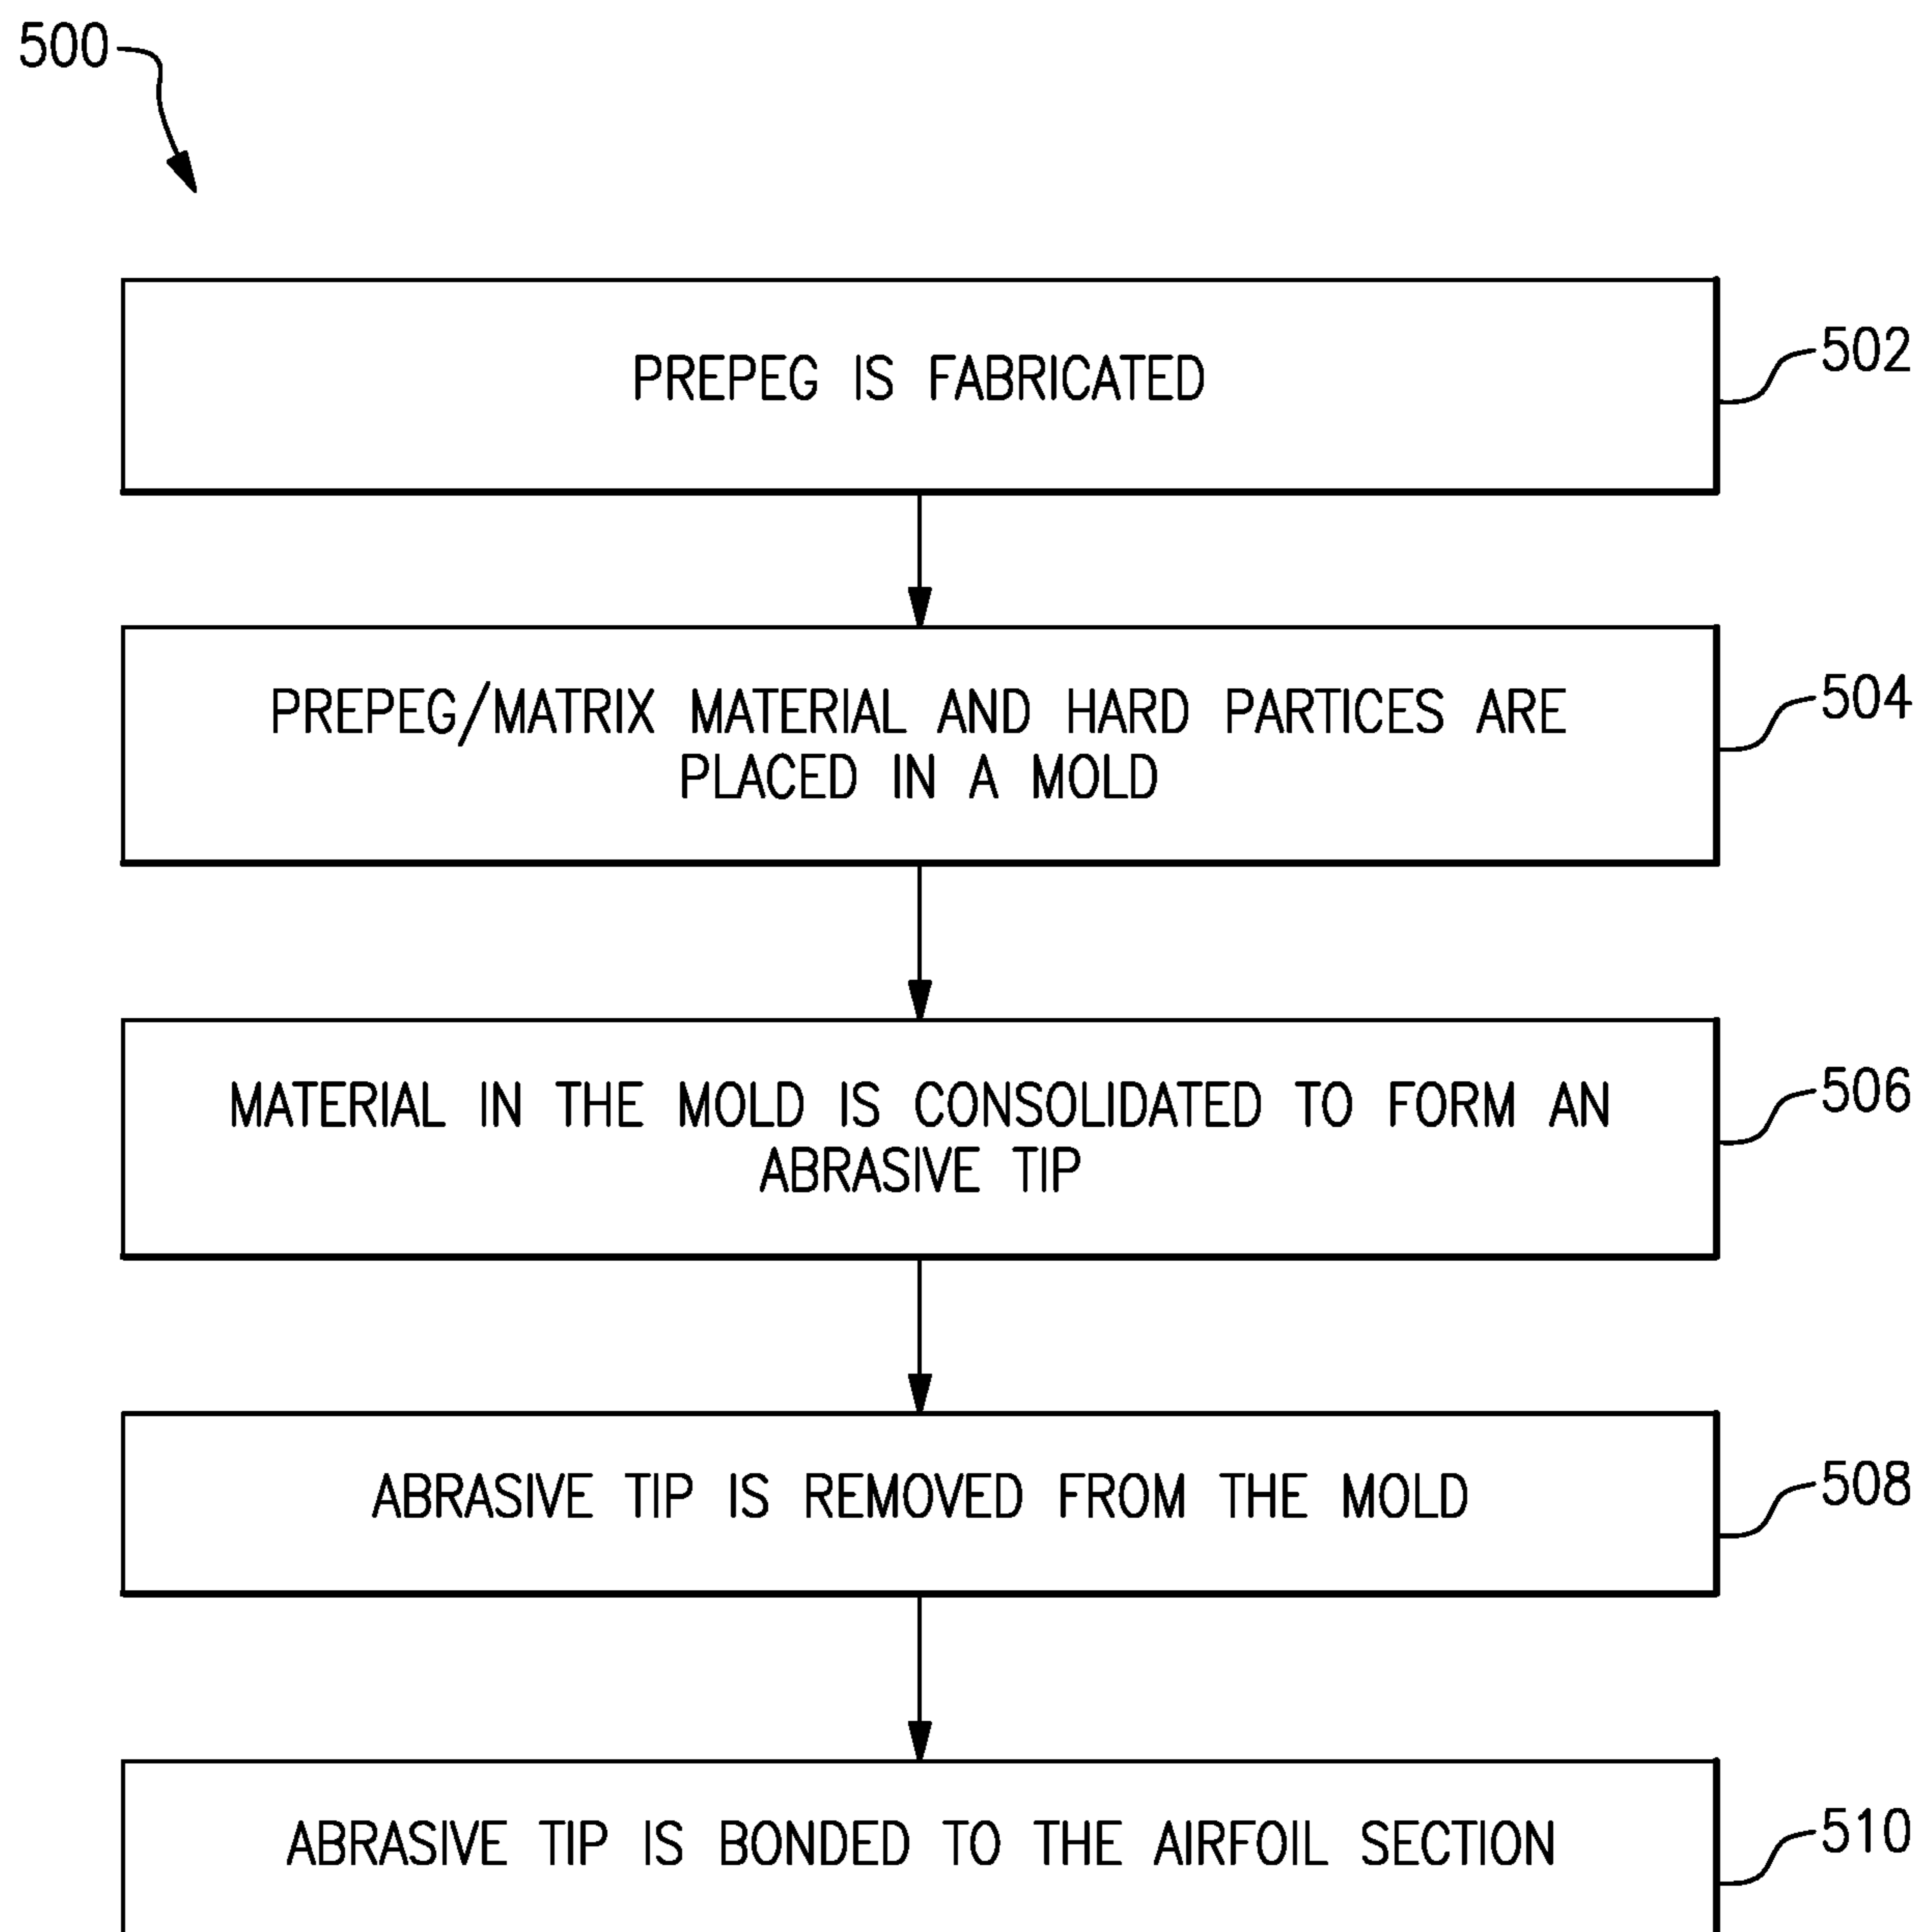 500
PREPEG IS FABRICATED
502
PREPEG/MATRIX MATERIAL AND HARD PARTICES ARE
PLACED IN A MOLD
504
MATERIAL IN THE MOLD IS CONSOLIDATED TO FORM AN
ABRASIVE TIP
506
ABRASIVE TIP IS REMOVED FROM THE MOLD
508
ABRASIVE TIP IS BONDED TO THE AIRFOIL SECTION
510